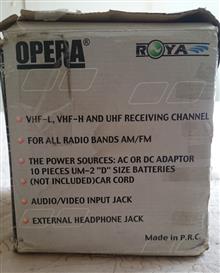 OPERA®
ROYA
VHF-L, VHF-H AND UHF RECEIVING CHANNEL
FOR ALL RADIO BANDS AM/FM
THE POWER SOURCES: AC OR DC ADAPTOR
10 PIECES UM-2 "D" SIZE BATTERIES
(NOT INCLUDED) CAR CORD
AUDIO/VIDEO INPUT JACK
EXTERNAL HEADPHONE JACK
Made in P.R.C.